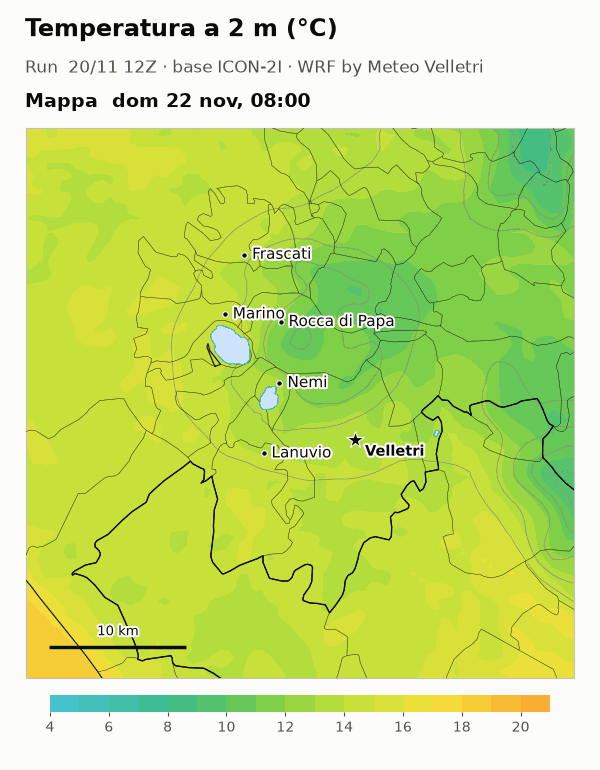 Temperatura a 2 m (°C)
Run 20/11 12Z · base ICON-2I · WRF by Meteo Velletri
Mappa dom 22 nov, 08:00
Frascati
Marino
Rocca di Papa
Nemi
Velletri
Lanuvio
10 km
4 6 8 10 12 14 16 18 20